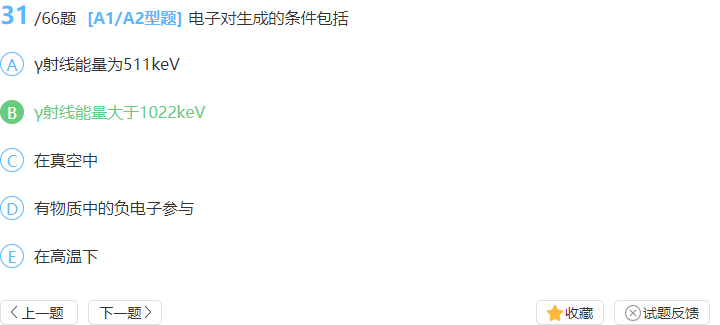 31 /66题 [A1/A2型题] 电子对生成的条件包括
A γ射线能量为511keV
B γ射线能量大于1022keV
C 在真空中
D 有物质中的负电子参与
E 在高温下
上一题 下一题 收藏 试题反馈